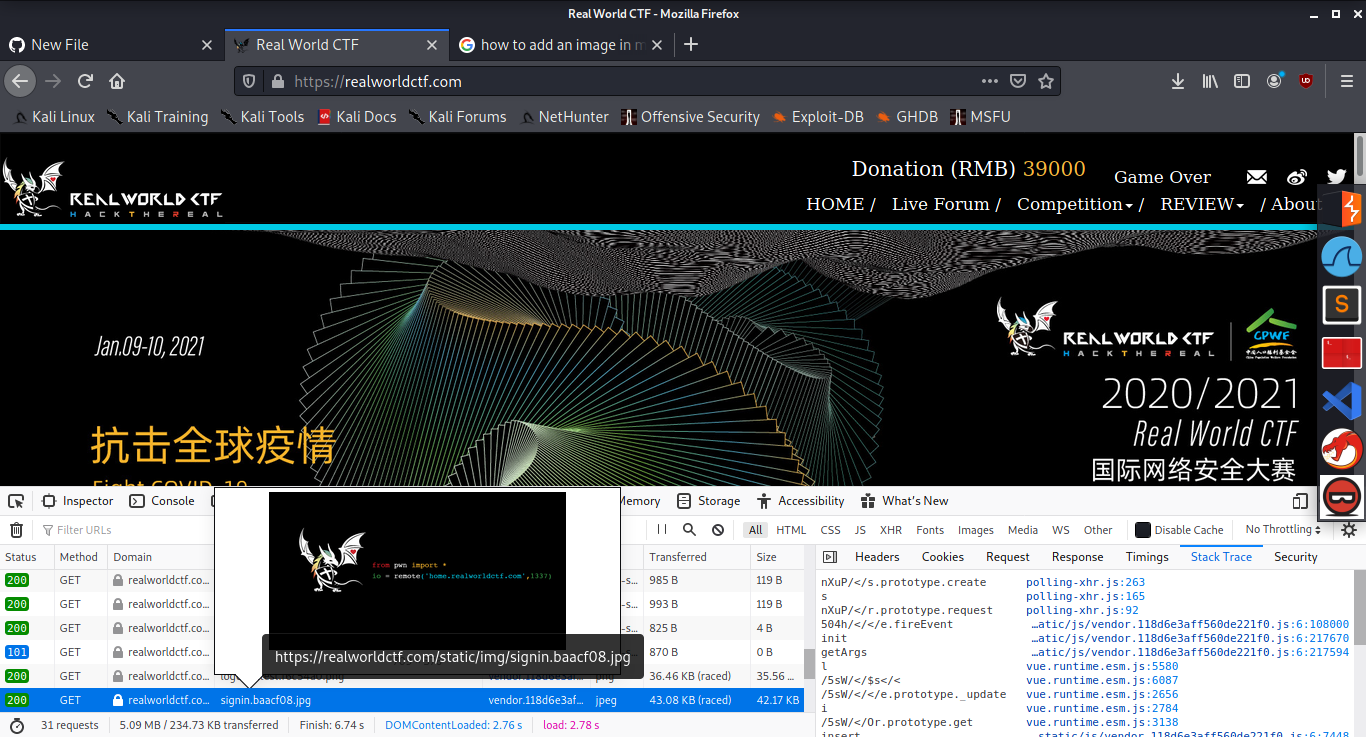 Real World CTF - Mozilla Firefox
New File
Real World CTF
how to add an image in m
https://realworldctf.com
Kali Linux
Kali Training
Kali Tools
Kali Docs
Kali Forums
NetHunter
Offensive Security
Exploit-DB
GHDB
MSFU
REAL WORLD CTF
HACKTHEREAL
Donation (RMB) 39000
Game Over
HOME /
Live Forum /
Competition /
REVIEW
/ About
Jan.09-10, 2021
抗击全球疫情
Fight COVID-19
REAL WORLD CTF
HACKTHEREAL
CPWF
2020/2021
Real World CTF
国际网络安全大赛
Inspector
Console
Memory
Storage
Accessibility
What's New
Filter URLs
All
HTML
CSS
JS
XHR
Fonts
Images
Media
WS
Other
Disable Cache
No Throttling
Status
Method
Domain
Transferred
Size
200 GET realworldctf.co… 985 B 119 B
200 GET realworldctf.co… 993 B 119 B
200 GET realworldctf.co… 825 B 4 B
101 GET realworldctf.co… 870 B 0 B
200 GET realworldctf.co… 36.46 KB (raced) 35.56 …
200 GET realworldctf.co… signin.baacf08.jpg vendor.118d6e3af… jpeg 43.08 KB (raced) 42.17 KB
from pwn import *
io = remote('home.realworldctf.com',1337)
https://realworldctf.com/static/img/signin.baacf08.jpg
31 requests
5.09 MB / 234.73 KB transferred
Finish: 6.74 s
DOMContentLoaded: 2.76 s
load: 2.78 s
Headers
Cookies
Request
Response
Timings
Stack Trace
Security
nXuP/</s.prototype.create polling-xhr.js:263
s polling-xhr.js:165
nXuP/</r.prototype.request polling-xhr.js:92
504h/</</e.fireEvent …atic/js/vendor.118d6e3aff560de221f0.js:6:108000
init …atic/js/vendor.118d6e3aff560de221f0.js:6:217670
getArgs …atic/js/vendor.118d6e3aff560de221f0.js:6:217594
l vue.runtime.esm.js:5580
/5sW/</$s</< vue.runtime.esm.js:6087
/5sW/</</e.prototype._update vue.runtime.esm.js:2656
i vue.runtime.esm.js:2784
/5sW/</Or.prototype.get vue.runtime.esm.js:3138
insert …static/js/vendor.118d6e3aff560de221f0.js:6:7448